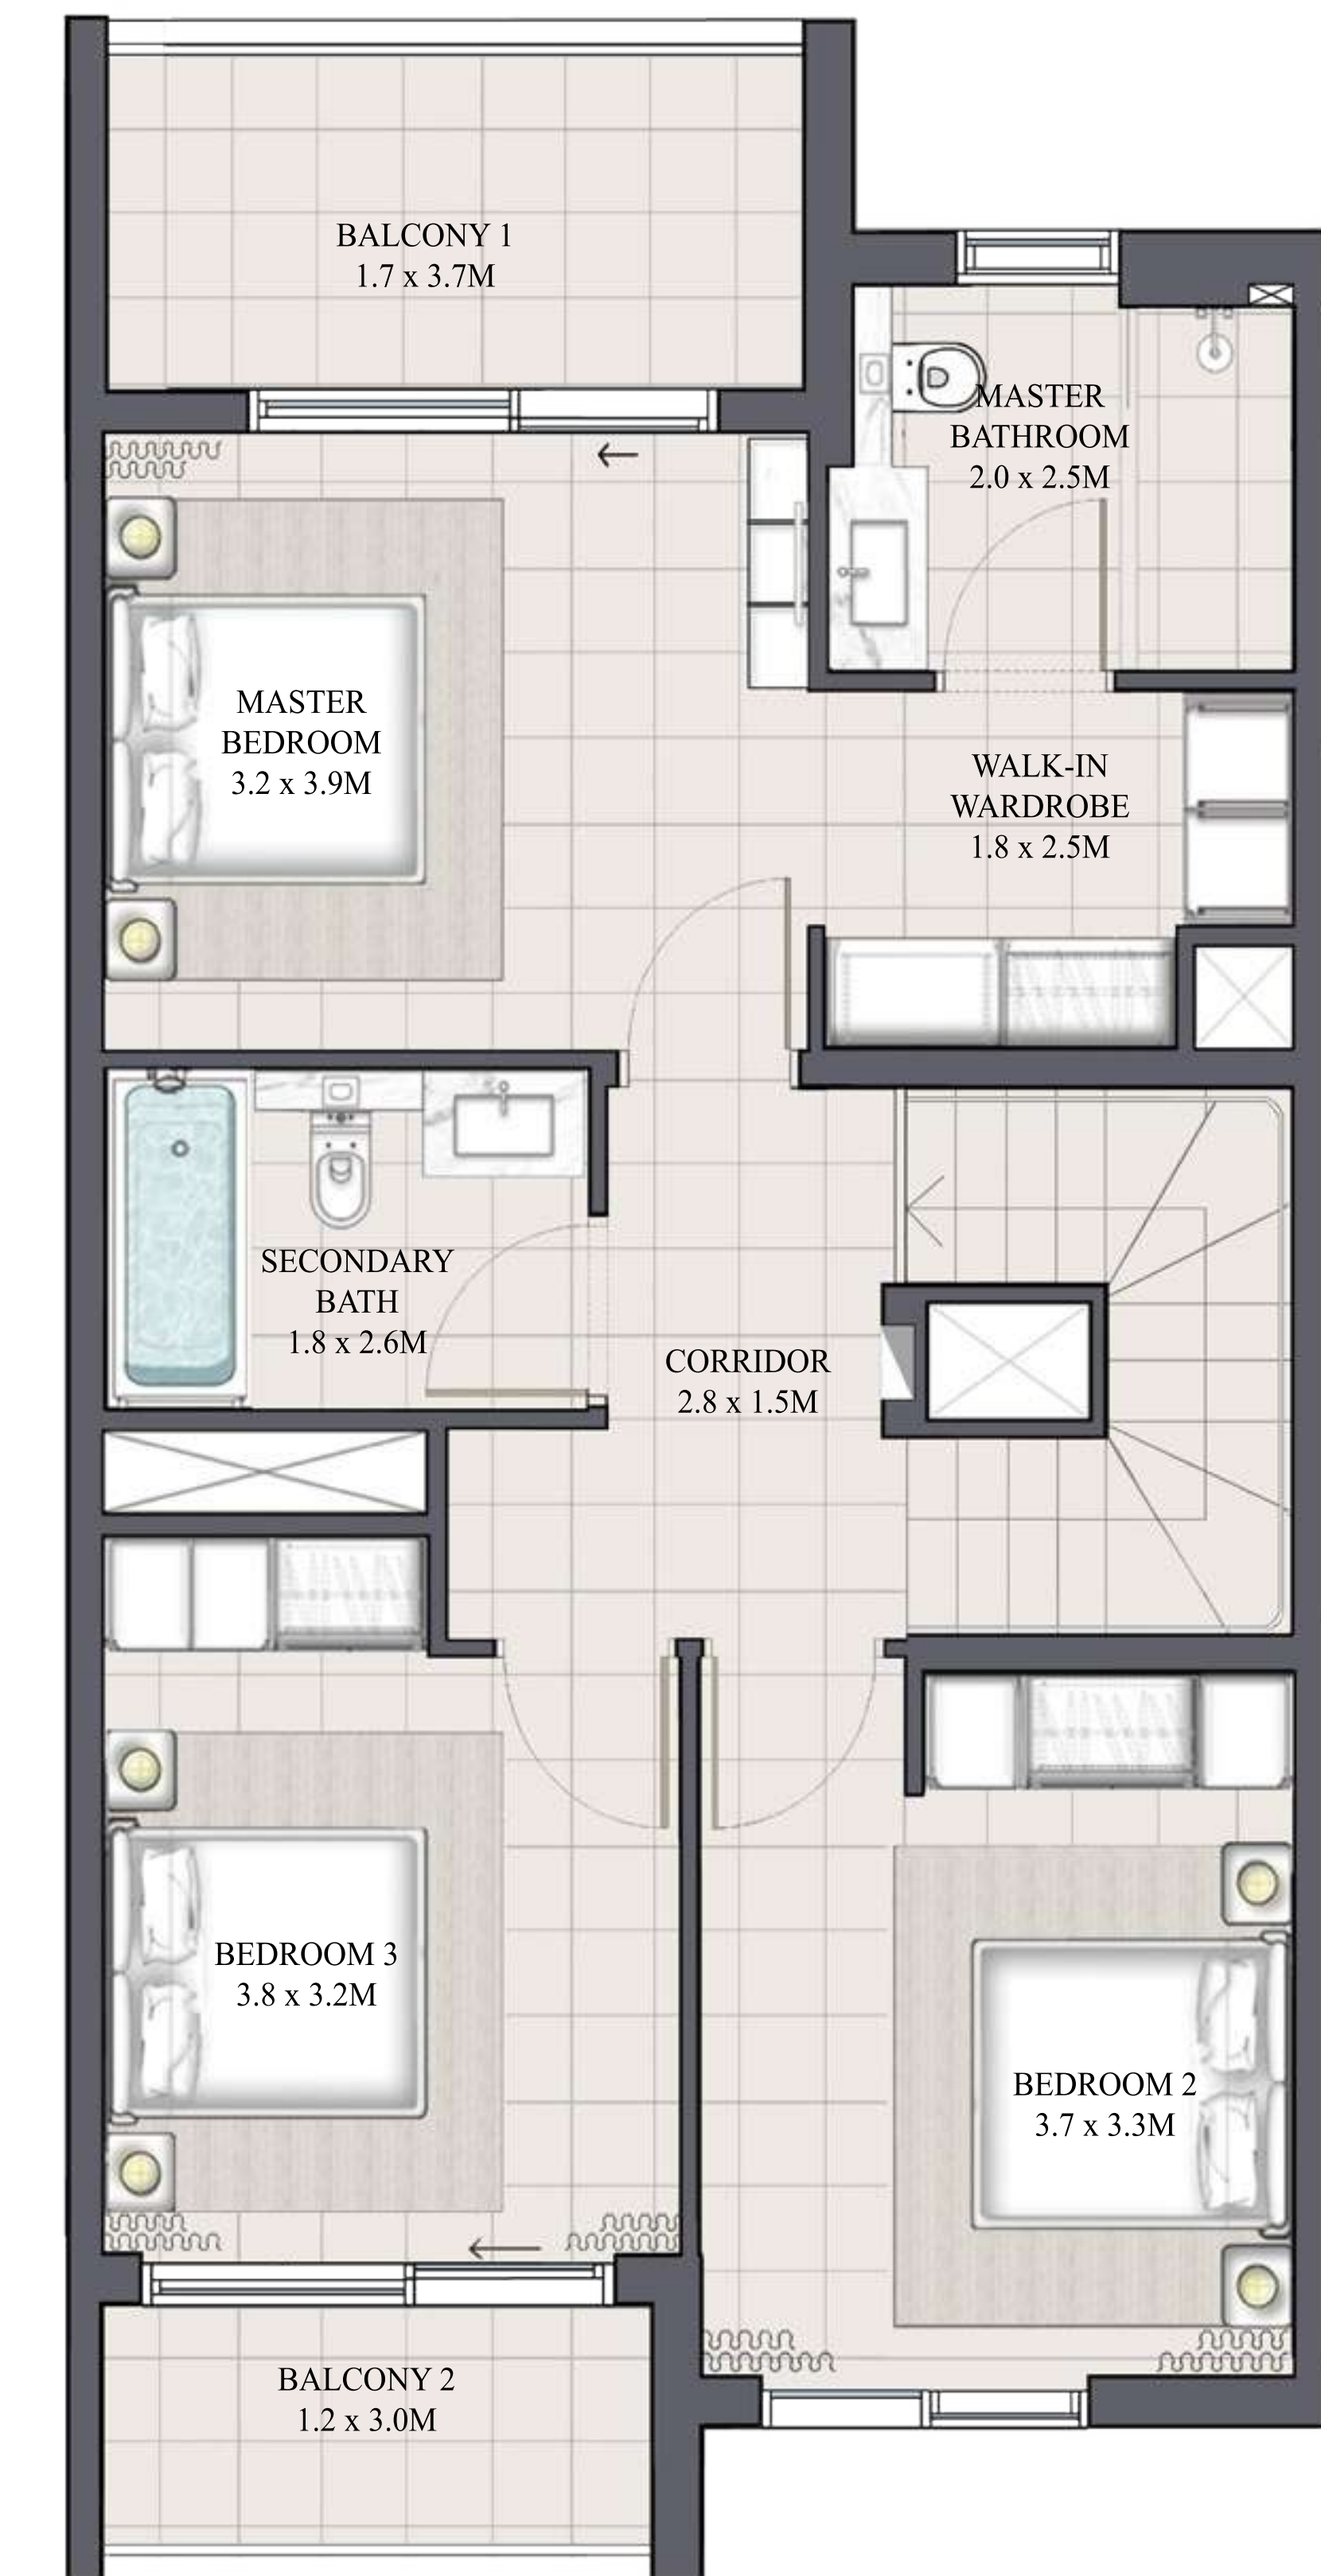 BALCONY 1
1.7 x 3.7M
MASTER
BATHROOM
2.0 x 2.5M
MASTER
BEDROOM
3.2 x 3.9M
WALK-IN
WARDROBE
1.8 x 2.5M
SECONDARY
BATH
1.8 x 2.6M
CORRIDOR
2.8 x 1.5M
BEDROOM 3
3.8 x 3.2M
BEDROOM 2
3.7 x 3.3M
BALCONY 2
1.2 x 3.0M